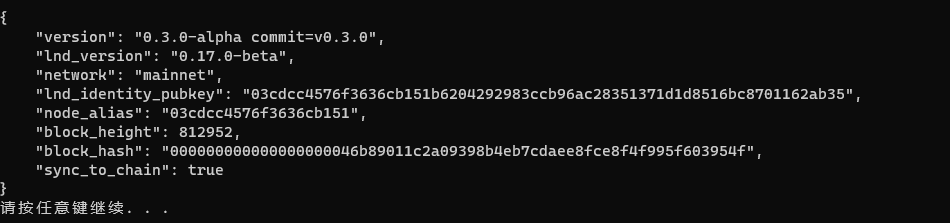 {
    "version": "0.3.0-alpha commit=v0.3.0",
    "lnd_version": "0.17.0-beta",
    "network": "mainnet",
    "lnd_identity_pubkey": "03cdcc4576f3636cb151b6204292983ccb96ac28351371d1d8516bc8701162ab35",
    "node_alias": "03cdcc4576f3636cb151",
    "block_height": 812952,
    "block_hash": "0000000000000000000046b89011c2a09398b4eb7cdaee8fce8f4f995f603954f",
    "sync_to_chain": true
}
请按任意键继续. . .